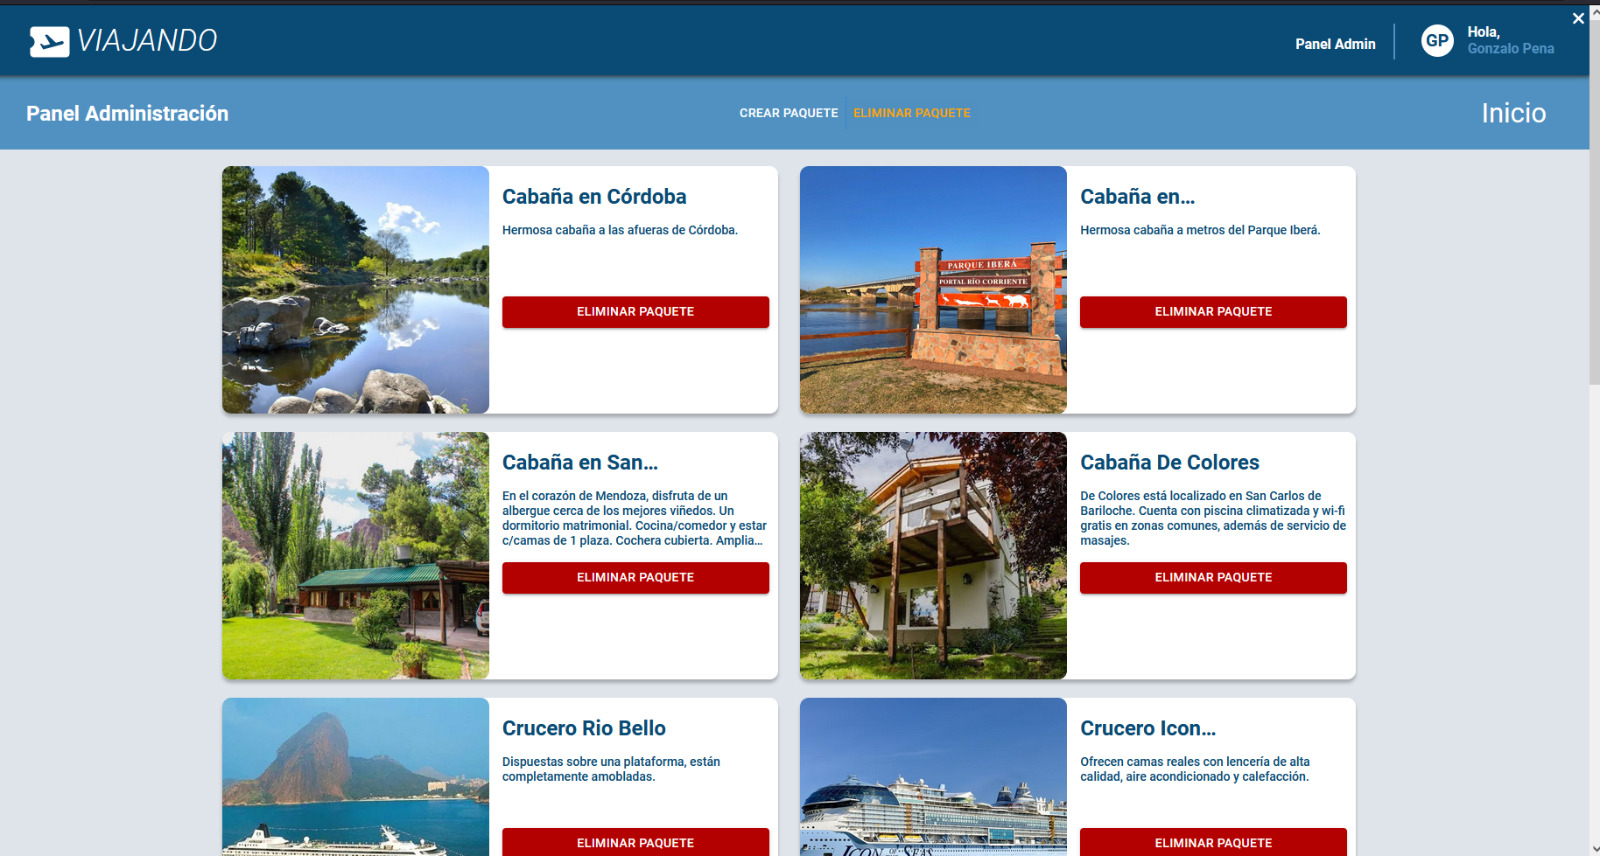 VIAJANDO
Panel Admin
GP
Hola,
Gonzalo Pena
Panel Administración
CREAR PAQUETE
ELIMINAR PAQUETE
Inicio
Cabaña en Córdoba
Hermosa cabaña a las afueras de Córdoba.
ELIMINAR PAQUETE
PARQUE IBERÁ
PORTAL RÍO CORRIENTE
Cabaña en...
Hermosa cabaña a metros del Parque Iberá.
ELIMINAR PAQUETE
Cabaña en San...
En el corazón de Mendoza, disfruta de un
albergue cerca de los mejores viñedos. Un
dormitorio matrimonial. Cocina/comedor y estar
c/camas de 1 plaza. Cochera cubierta. Amplia...
ELIMINAR PAQUETE
Cabaña De Colores
De Colores está localizado en San Carlos de
Bariloche. Cuenta con piscina climatizada y wi-fi
gratis en zonas comunes, además de servicio de
masajes.
ELIMINAR PAQUETE
Crucero Rio Bello
Dispuestas sobre una plataforma, están
completamente amobladas.
ELIMINAR PAQUETE
ICON OF THE SEAS
Crucero Icon...
Ofrecen camas reales con lencería de alta
calidad, aire acondicionado y calefacción.
ELIMINAR PAQUETE